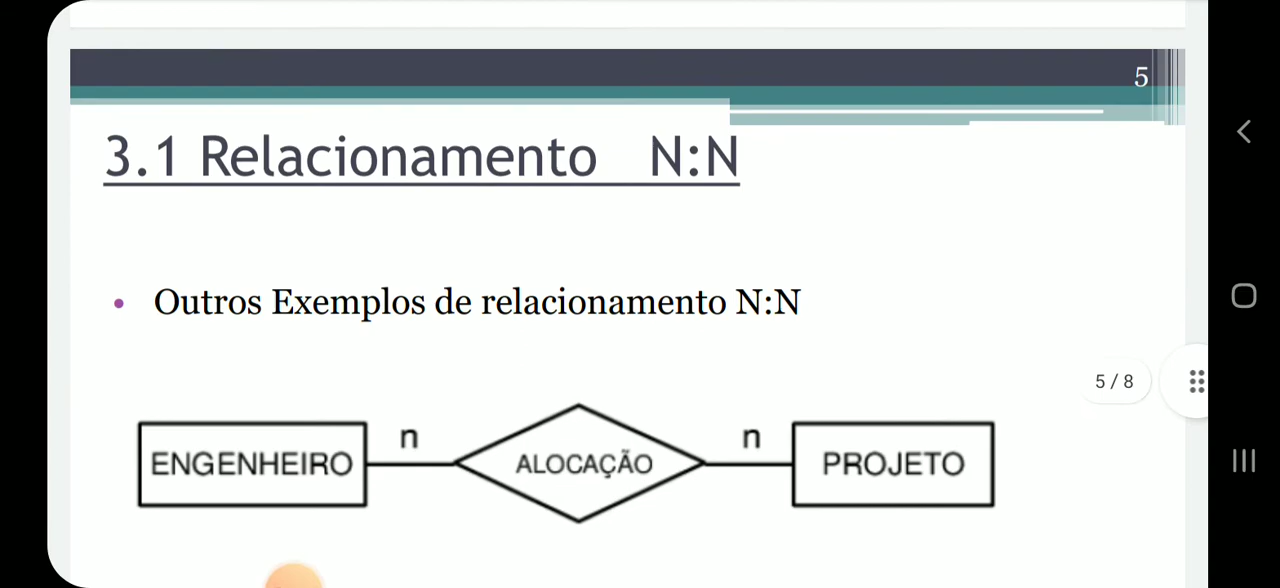 5
3.1 Relacionamento N:N
• Outros Exemplos de relacionamento N:N
5 / 8
n n
ENGENHEIRO ALOCAÇÃO PROJETO